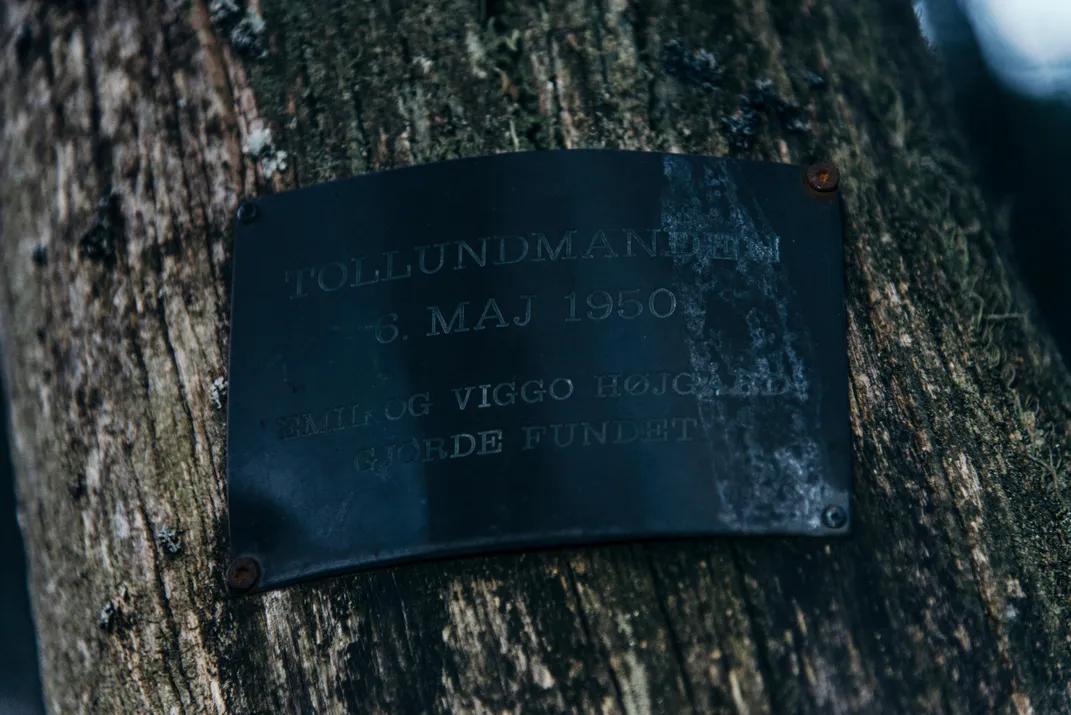 TOLLUNDMANDEN
6. MAJ 1950
EMIL OG VIGGO HØJGAARD
GJORDE FUNDET